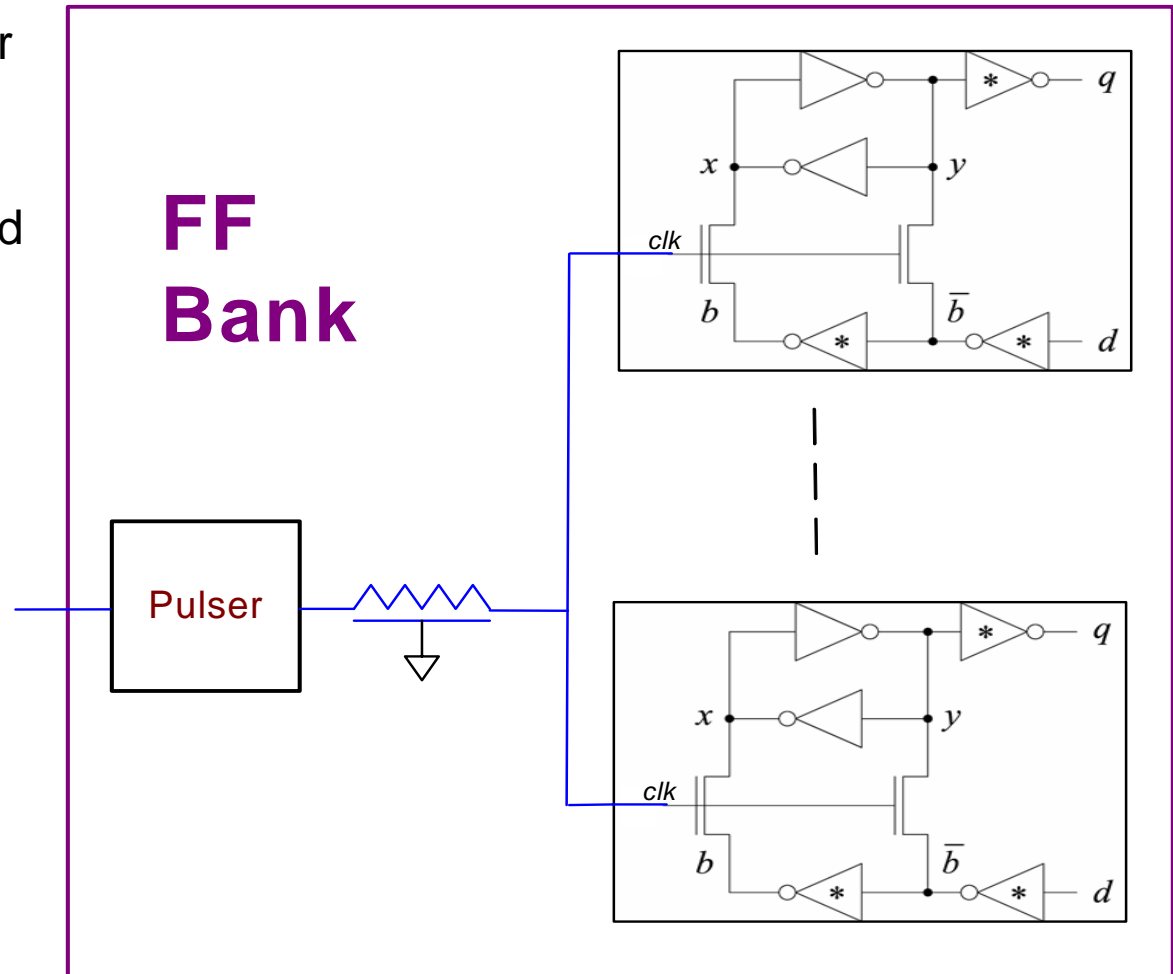 r
d
FF
Bank
Pulser
* q
x y
clk
b b̅
* * d
* q
x y
clk
b b̅
* * d